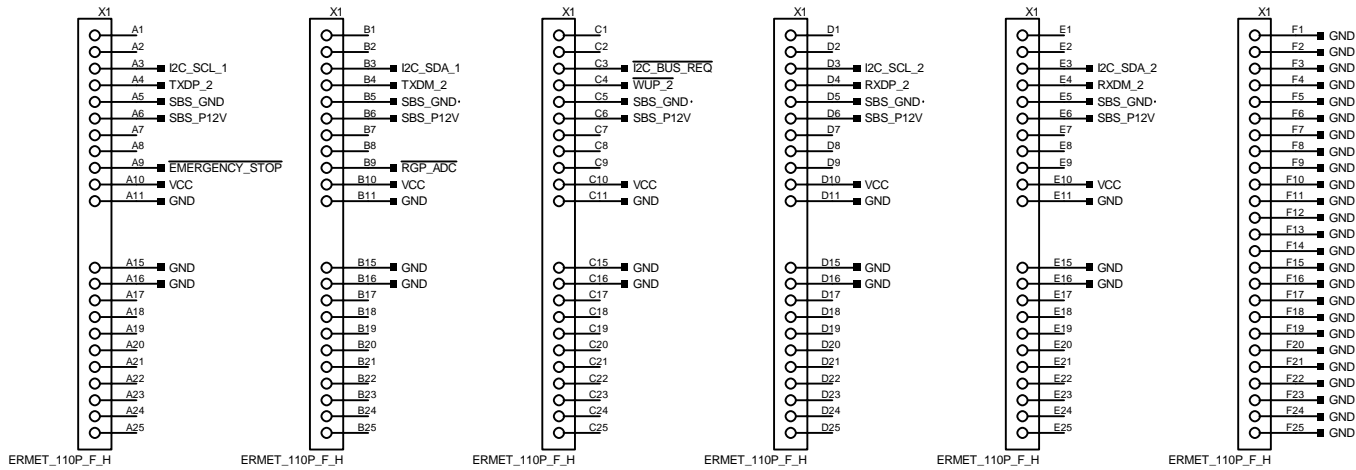 X1
A1
A2
A3 I2C_SCL_1
A4 TXDP_2
A5 SBS_GND
A6 SBS_P12V
A7
A8
A9 EMERGENCY_STOP
A10 VCC
A11 GND
A15 GND
A16 GND
A17
A18
A19
A20
A21
A22
A23
A24
A25
ERMET_110P_F_H
X1
B1
B2
B3 I2C_SDA_1
B4 TXDM_2
B5 SBS_GND
B6 SBS_P12V
B7
B8
B9 RGP_ADC
B10 VCC
B11 GND
B15 GND
B16 GND
B17
B18
B19
B20
B21
B22
B23
B24
B25
ERMET_110P_F_H
X1
C1
C2
C3 I2C_BUS_REQ
C4 WUP_2
C5 SBS_GND
C6 SBS_P12V
C7
C8
C9
C10 VCC
C11 GND
C15 GND
C16 GND
C17
C18
C19
C20
C21
C22
C23
C24
C25
ERMET_110P_F_H
X1
D1
D2
D3 I2C_SCL_2
D4 RXDP_2
D5 SBS_GND
D6 SBS_P12V
D7
D8
D9
D10 VCC
D11 GND
D15 GND
D16 GND
D17
D18
D19
D20
D21
D22
D23
D24
D25
ERMET_110P_F_H
X1
E1
E2
E3 I2C_SDA_2
E4 RXDM_2
E5 SBS_GND
E6 SBS_P12V
E7
E8
E9
E10 VCC
E11 GND
E15 GND
E16 GND
E17
E18
E19
E20
E21
E22
E23
E24
E25
ERMET_110P_F_H
X1
F1 GND
F2 GND
F3 GND
F4 GND
F5 GND
F6 GND
F7 GND
F8 GND
F9 GND
F10 GND
F11 GND
F12 GND
F13 GND
F14 GND
F15 GND
F16 GND
F17 GND
F18 GND
F19 GND
F20 GND
F21 GND
F22 GND
F23 GND
F24 GND
F25 GND
ERMET_110P_F_H